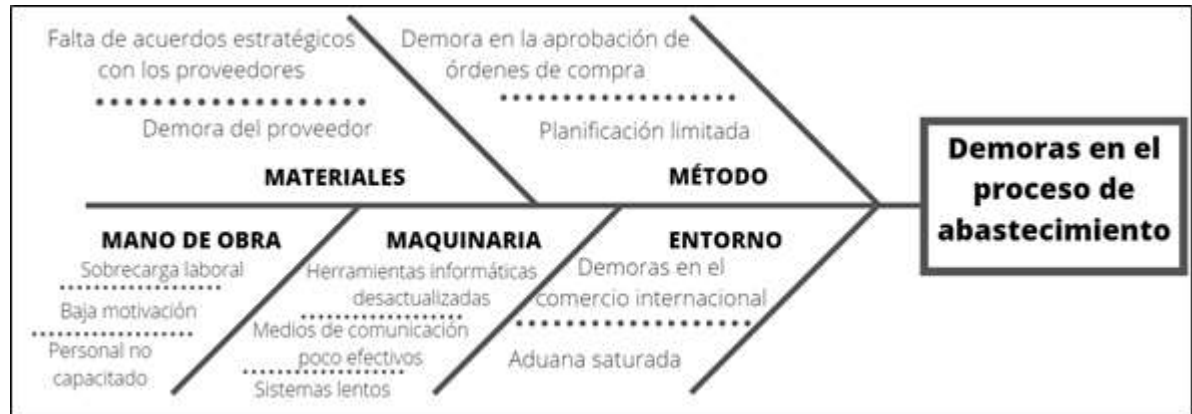 Falta de acuerdos estratégicos
con los proveedores
Demora del proveedor
MATERIALES
Demora en la aprobación de
órdenes de compra
Planificación limitada
MÉTODO
Demoras en el
proceso de
abastecimiento
MANO DE OBRA
Sobrecarga laboral
Baja motivación
Personal no
capacitado
MAQUINARIA
Herramientas informáticas
desactualizadas
Medios de comunicación
poco efectivos
Sistemas lentos
ENTORNO
Demoras en el
comercio internacional
Aduana saturada